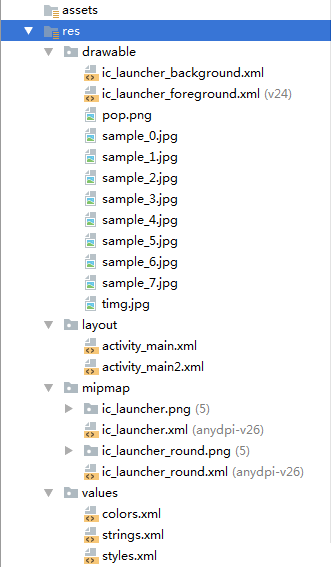 assets
res
drawable
ic_launcher_background.xml
ic_launcher_foreground.xml (v24)
pop.png
sample_0.jpg
sample_1.jpg
sample_2.jpg
sample_3.jpg
sample_4.jpg
sample_5.jpg
sample_6.jpg
sample_7.jpg
timg.jpg
layout
activity_main.xml
activity_main2.xml
mipmap
ic_launcher.png (5)
ic_launcher.xml (anydpi-v26)
ic_launcher_round.png (5)
ic_launcher_round.xml (anydpi-v26)
values
colors.xml
strings.xml
styles.xml